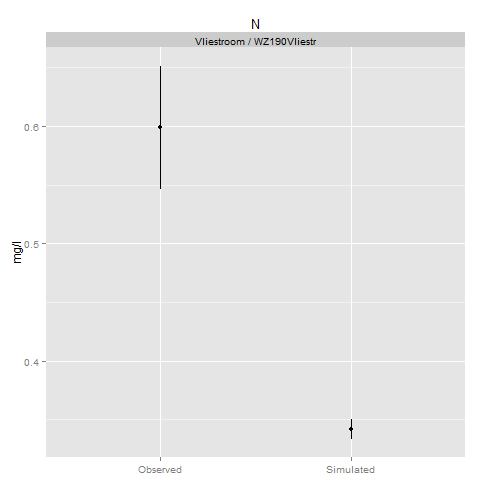 N
Vliestroom / WZ190Vliestr
mg/l
0.6
0.5
0.4
Observed
Simulated